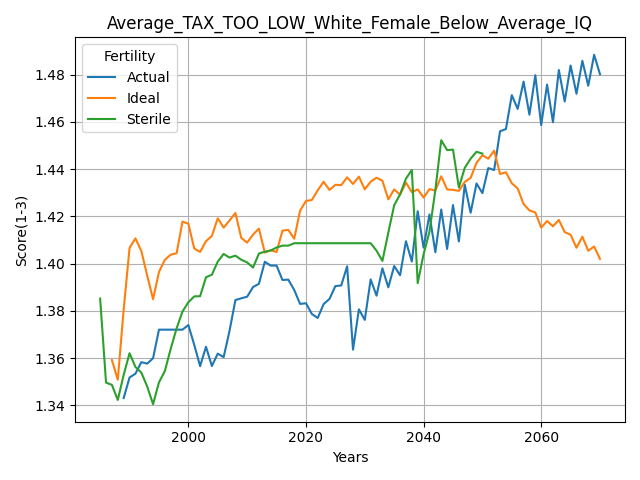 Average_TAX_TOO_LOW_White_Female_Below_Average_IQ
Fertility
Actual
Ideal
Sterile
Score(1-3)
1.48
1.46
1.44
1.42
1.40
1.38
1.36
1.34
2000
2020
2040
2060
Years